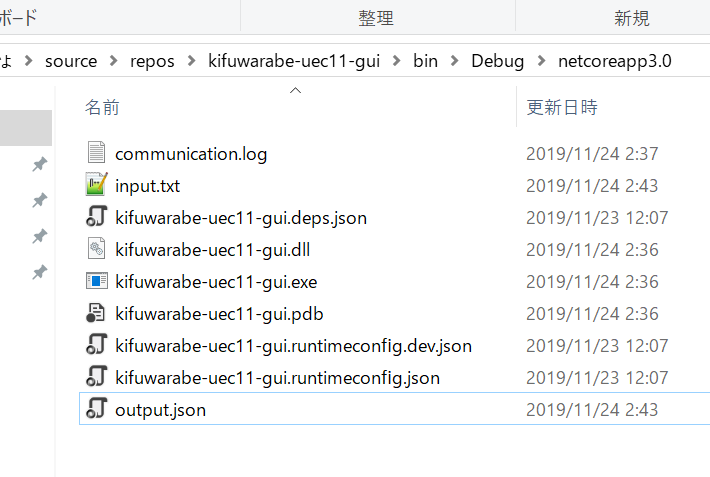 ボード 整理 新規
よ > source > repos > kifuwarabe-uec11-gui > bin > Debug > netcoreapp3.0
名前 更新日時
communication.log 2019/11/24 2:37
input.txt 2019/11/24 2:43
kifuwarabe-uec11-gui.deps.json 2019/11/23 12:07
kifuwarabe-uec11-gui.dll 2019/11/24 2:36
kifuwarabe-uec11-gui.exe 2019/11/24 2:36
kifuwarabe-uec11-gui.pdb 2019/11/24 2:36
kifuwarabe-uec11-gui.runtimeconfig.dev.json 2019/11/23 12:07
kifuwarabe-uec11-gui.runtimeconfig.json 2019/11/23 12:07
output.json 2019/11/24 2:43